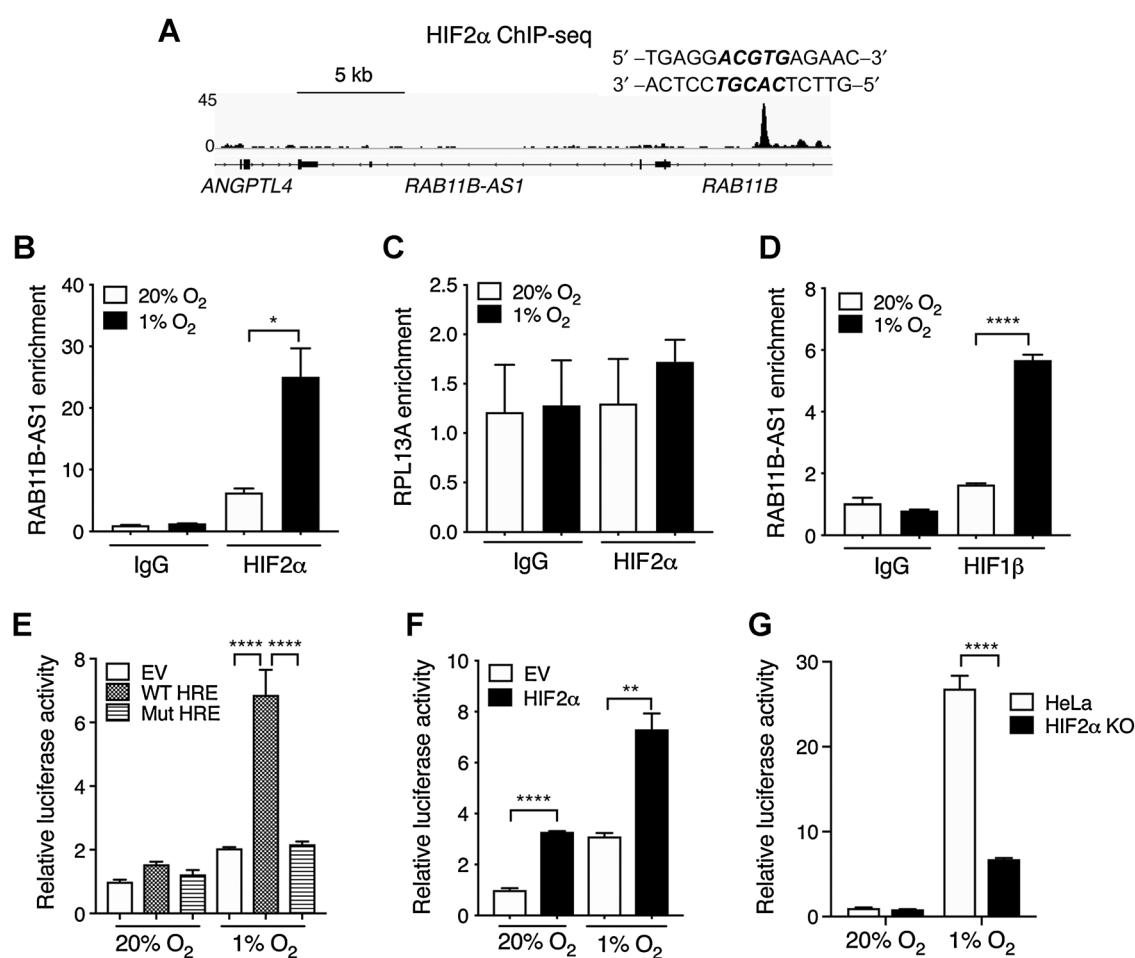 A
HIF2α ChIP-seq
5′ –TGAGGACGTGAGAAC–3′
3′ –ACTCCTGCACTCTTG–5′
5 kb
45
0
ANGPTL4 RAB11B-AS1 RAB11B
B
RAB11B-AS1 enrichment
40
30
20
10
0
20% O2
1% O2
*
IgG HIF2α
C
RPL13A enrichment
2.5
2.0
1.5
1.0
0.5
0.0
20% O2
1% O2
IgG HIF2α
D
RAB11B-AS1 enrichment
8
6
4
2
0
20% O2
1% O2
****
IgG HIF1β
E
Relative luciferase activity
8
6
4
2
0
EV
WT HRE
Mut HRE
**** ****
20% O2 1% O2
F
Relative luciferase activity
10
8
6
4
2
0
EV
HIF2α
****
**
20% O2 1% O2
G
Relative luciferase activity
30
20
10
0
****
HeLa
HIF2α KO
20% O2 1% O2